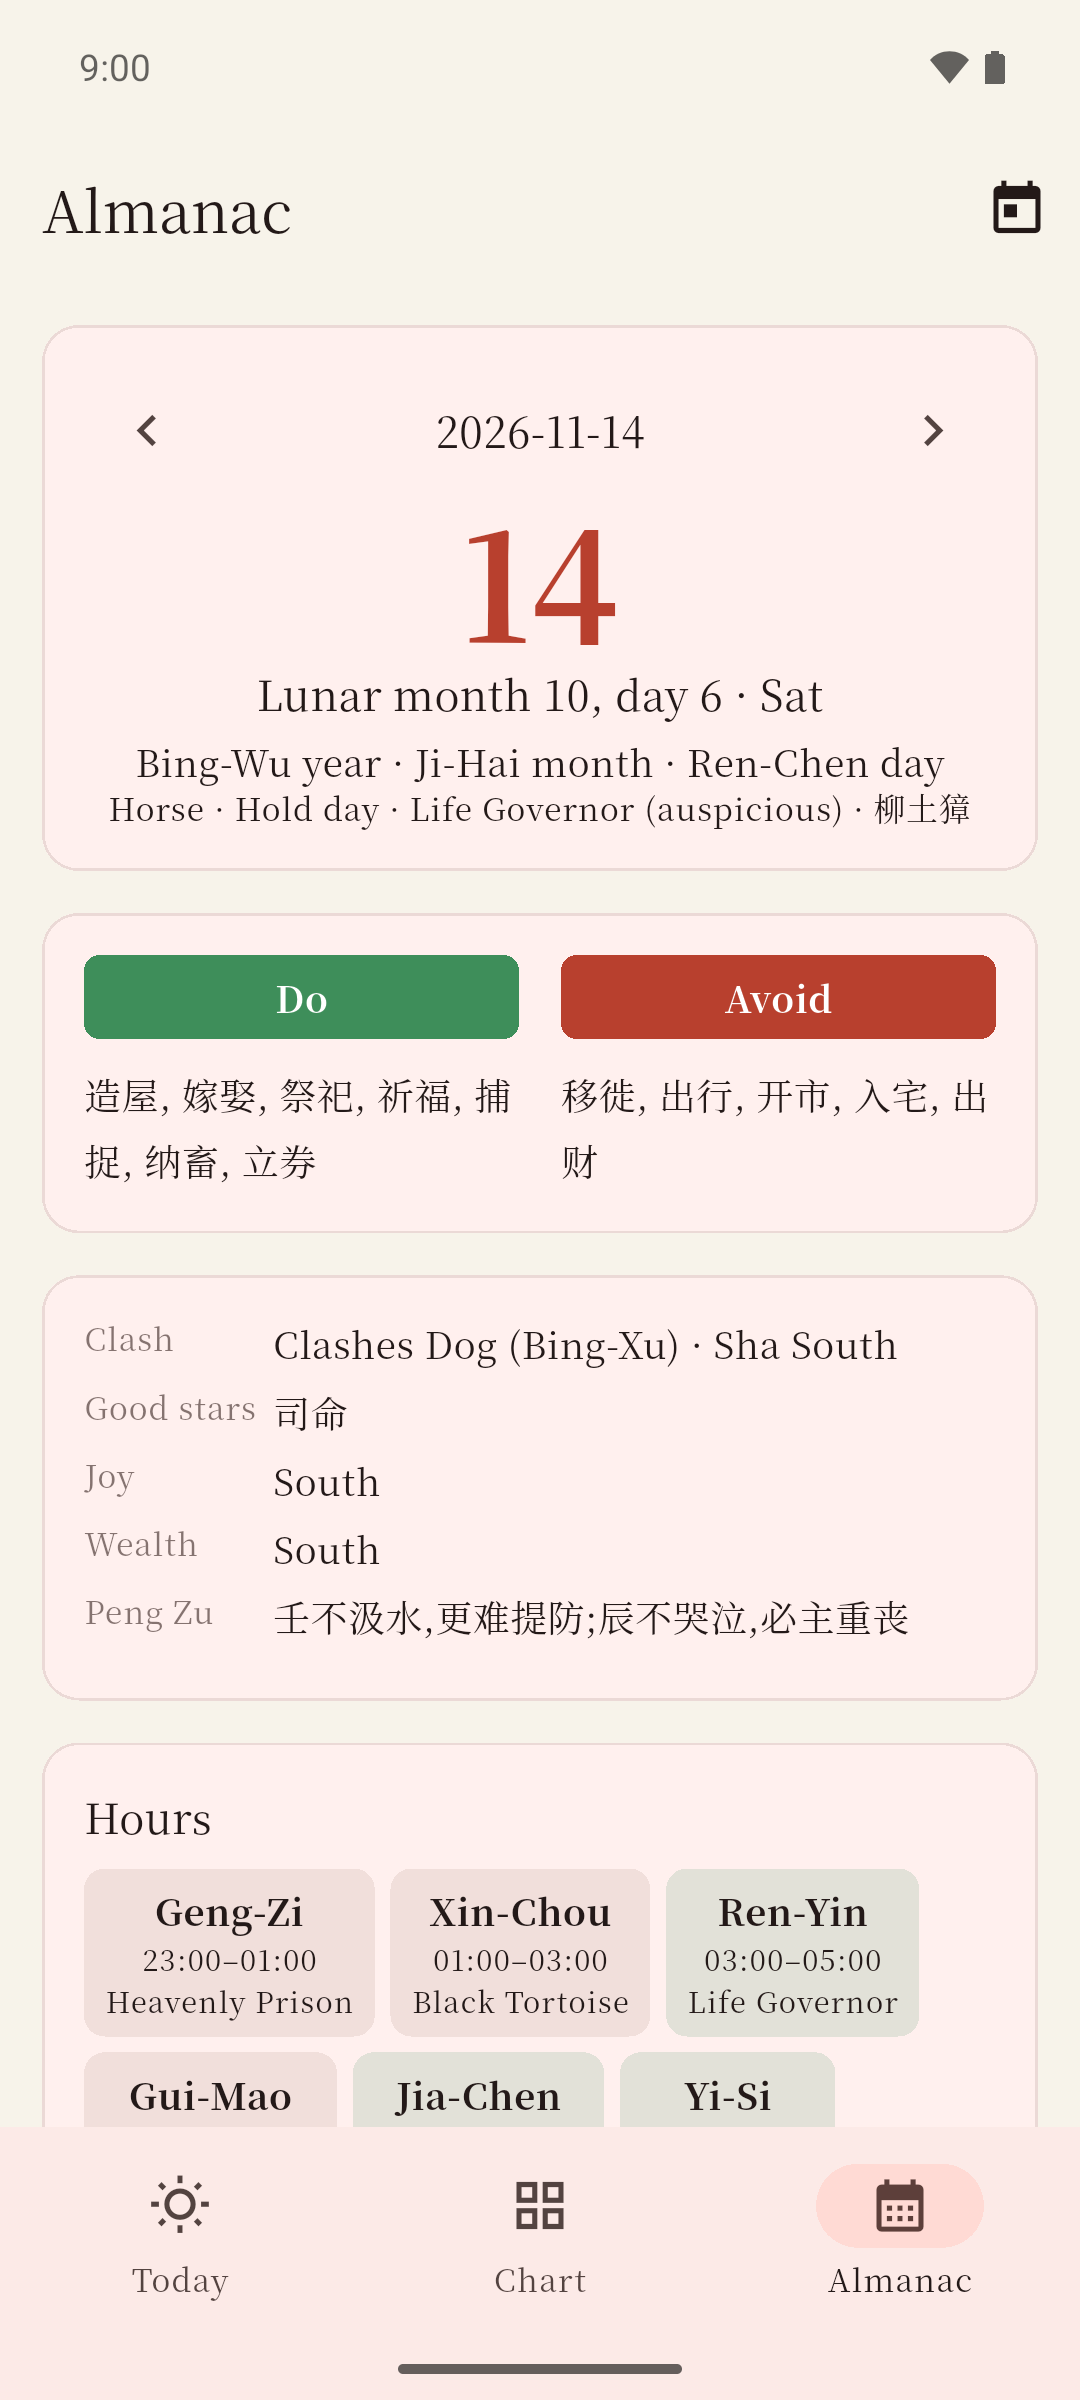 9:00
Almanac
2026-11-14
14
Lunar month 10, day 6 · Sat
Bing-Wu year · Ji-Hai month · Ren-Chen day
Horse · Hold day · Life Governor (auspicious) · 柳土獐
Do
Avoid
造屋, 嫁娶, 祭祀, 祈福, 捕
捉, 纳畜, 立券
移徙, 出行, 开市, 入宅, 出
财
Clash
Clashes Dog (Bing-Xu) · Sha South
Good stars
司命
Joy
South
Wealth
South
Peng Zu
壬不汲水,更难提防;辰不哭泣,必主重丧
Hours
Geng-Zi
23:00–01:00
Heavenly Prison
Xin-Chou
01:00–03:00
Black Tortoise
Ren-Yin
03:00–05:00
Life Governor
Gui-Mao
Jia-Chen
Yi-Si
Today
Chart
Almanac